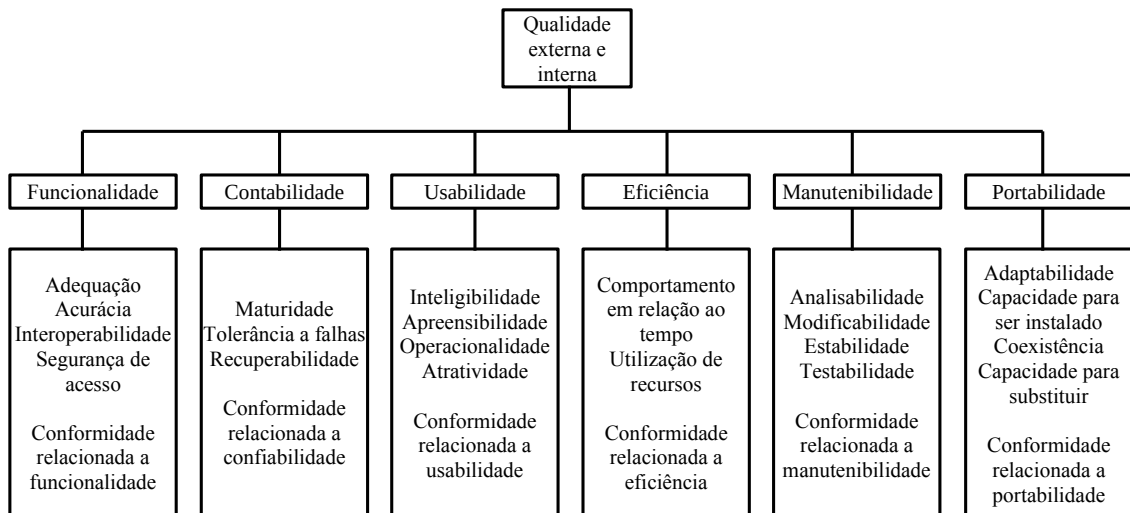 Qualidade
externa e
interna
Funcionalidade
Contabilidade
Usabilidade
Eficiência
Manutenibilidade
Portabilidade
Adequação
Acurácia
Interoperabilidade
Segurança de
acesso
Conformidade
relacionada a
funcionalidade
Maturidade
Tolerância a falhas
Recuperabilidade
Conformidade
relacionada a
confiabilidade
Inteligibilidade
Apreensibilidade
Operacionalidade
Atratividade
Conformidade
relacionada a
usabilidade
Comportamento
em relação ao
tempo
Utilização de
recursos
Conformidade
relacionada a
eficiência
Analisabilidade
Modificabilidade
Estabilidade
Testabilidade
Conformidade
relacionada a
manutenibilidade
Adaptabilidade
Capacidade para
ser instalado
Coexistência
Capacidade para
substituir
Conformidade
relacionada a
portabilidade